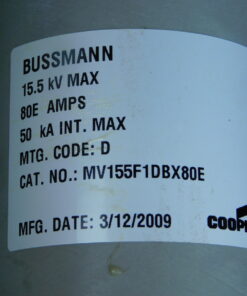 BUSSMANN
15.5 kV MAX
80E AMPS
50 kA INT. MAX
MTG. CODE: D
CAT. NO.: MV155F1DBX80E
MFG. DATE: 3/12/2009